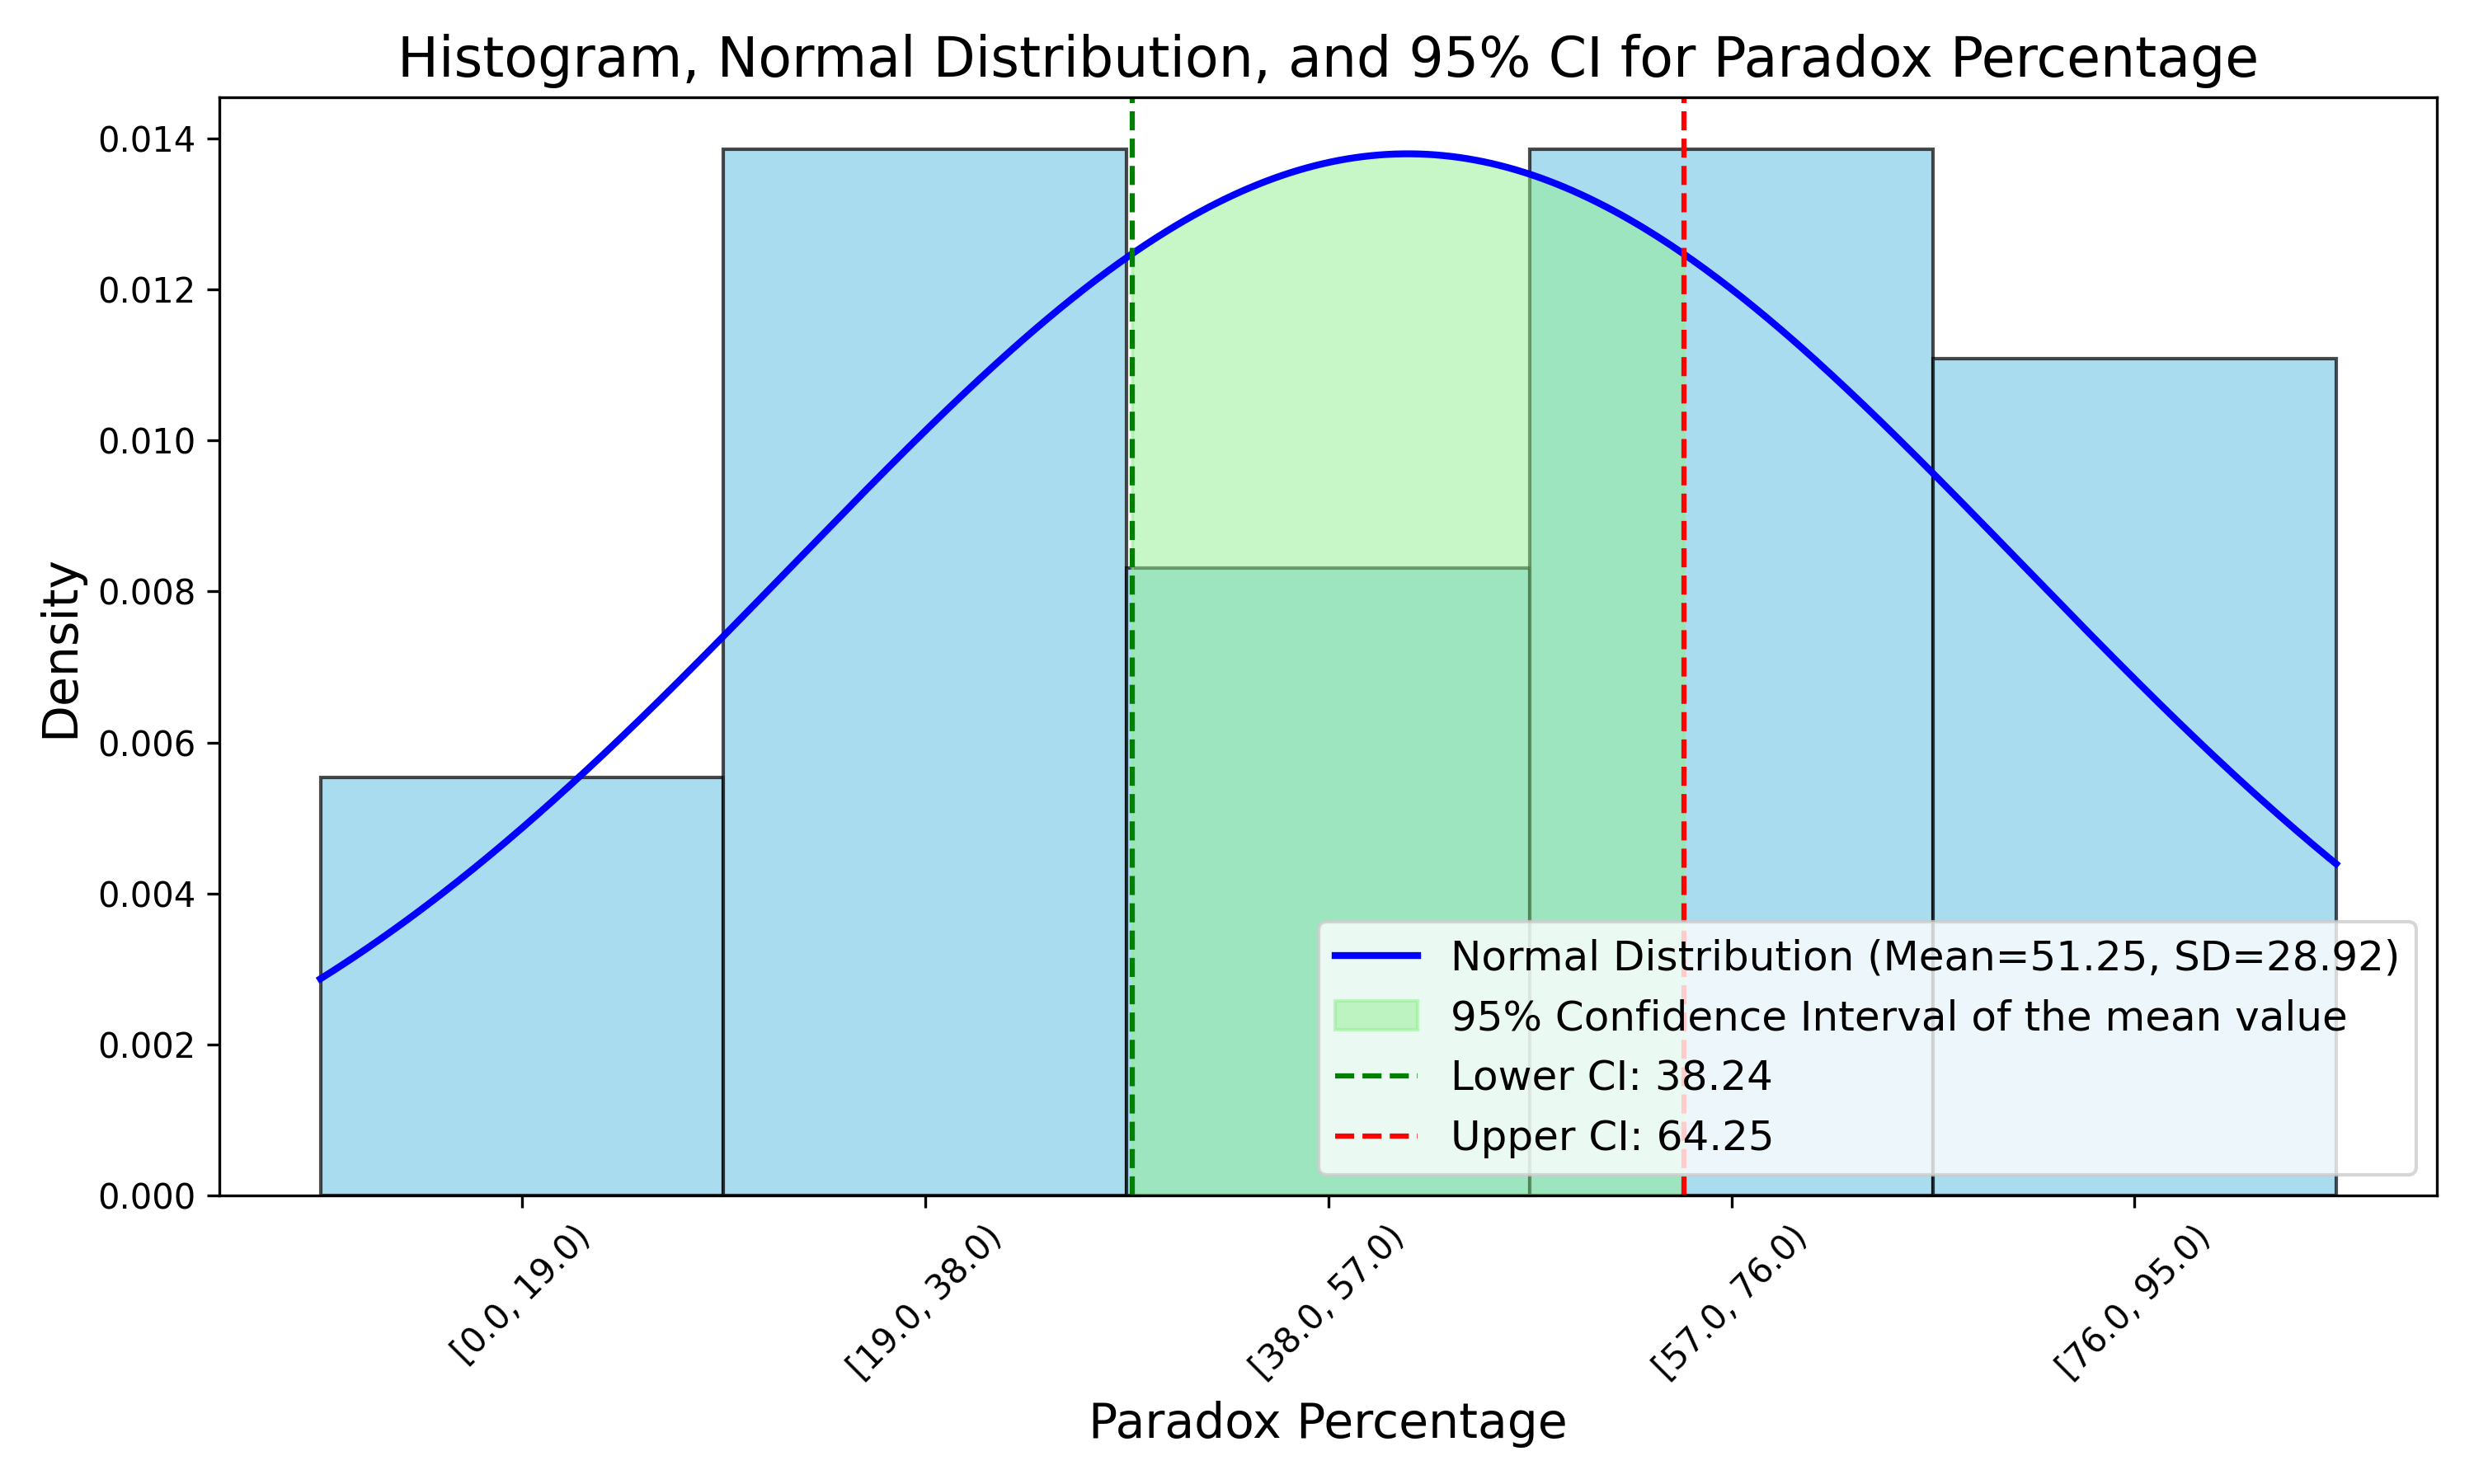 Histogram, Normal Distribution, and 95% CI for Paradox Percentage
Density
0.014
0.012
0.010
0.008
0.006
0.004
0.002
0.000
Normal Distribution (Mean=51.25, SD=28.92)
95% Confidence Interval of the mean value
Lower CI: 38.24
Upper CI: 64.25
[0.0, 19.0)
[19.0, 38.0)
[38.0, 57.0)
[57.0, 76.0)
[76.0, 95.0)
Paradox Percentage